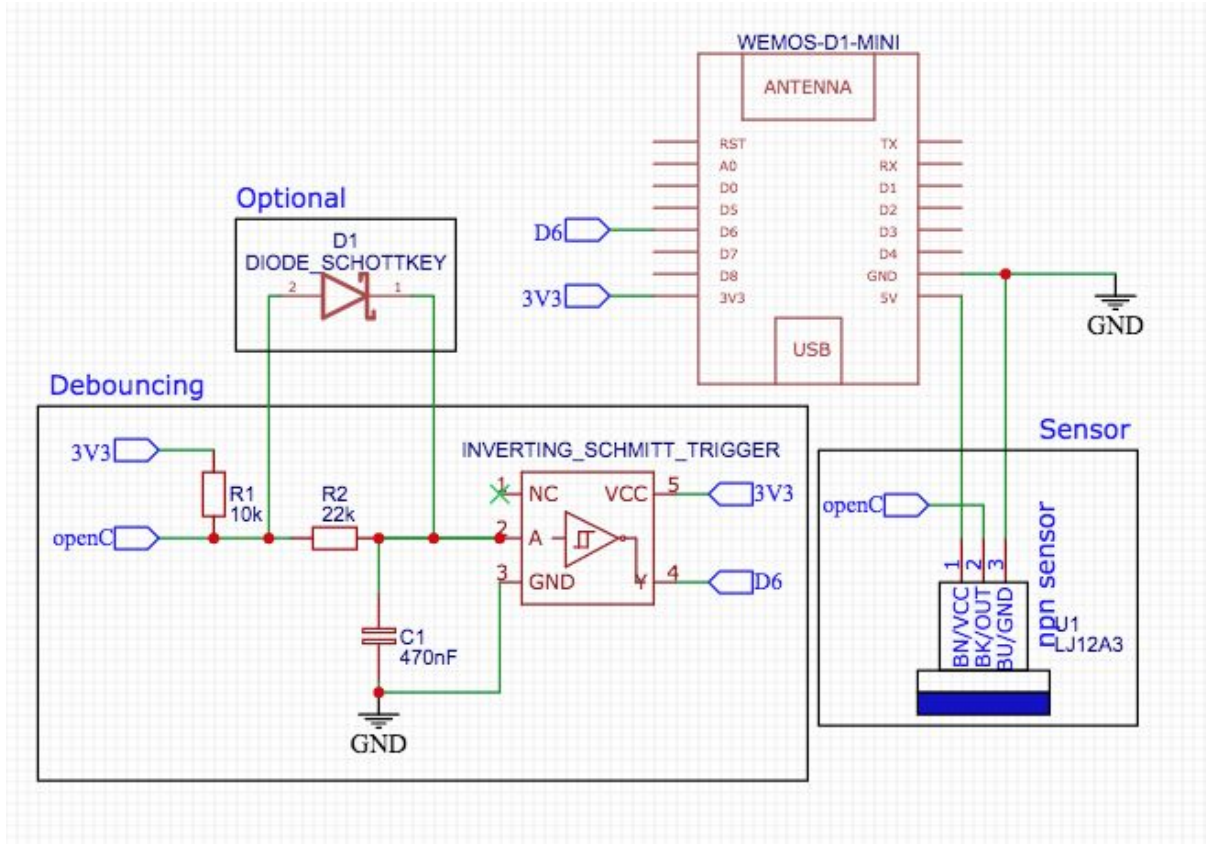 WEMOS-D1-MINI
ANTENNA
RST
TX
A0
RX
D0
D1
D5
D2
D6
D6
D3
D7
D4
D8
GND
3V3
3V3
5V
GND
USB
Optional
D1
DIODE_SCHOTTKEY
2
1
Debouncing
3V3
R1
10k
R2
22k
openC
C1
470nF
GND
INVERTING_SCHMITT_TRIGGER
1
NC
VCC
5
3V3
2
A
3
GND
Y
4
D6
Sensor
openC
1
2
3
BN/VCC
BK/OUT
BU/GND
npn sensor
U1
LJ12A3